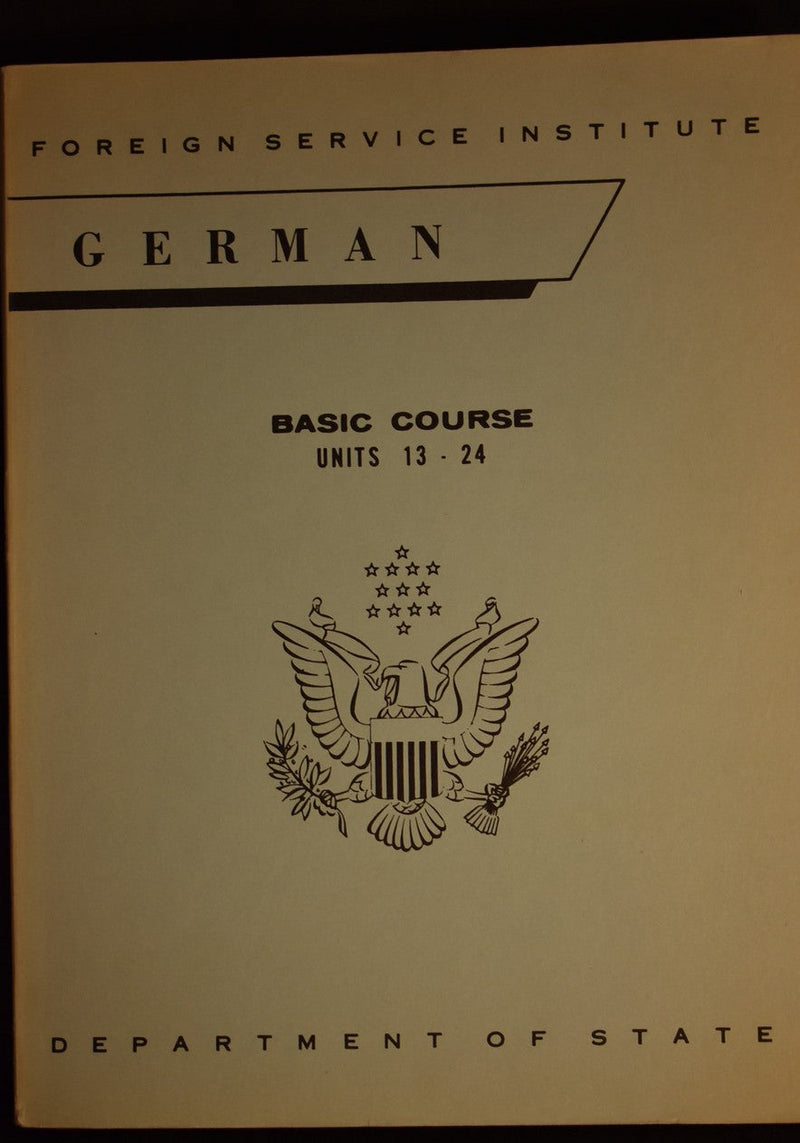 FOREIGN SERVICE INSTITUTE
GERMAN
BASIC COURSE
UNITS 13 - 24
DEPARTMENT OF STATE